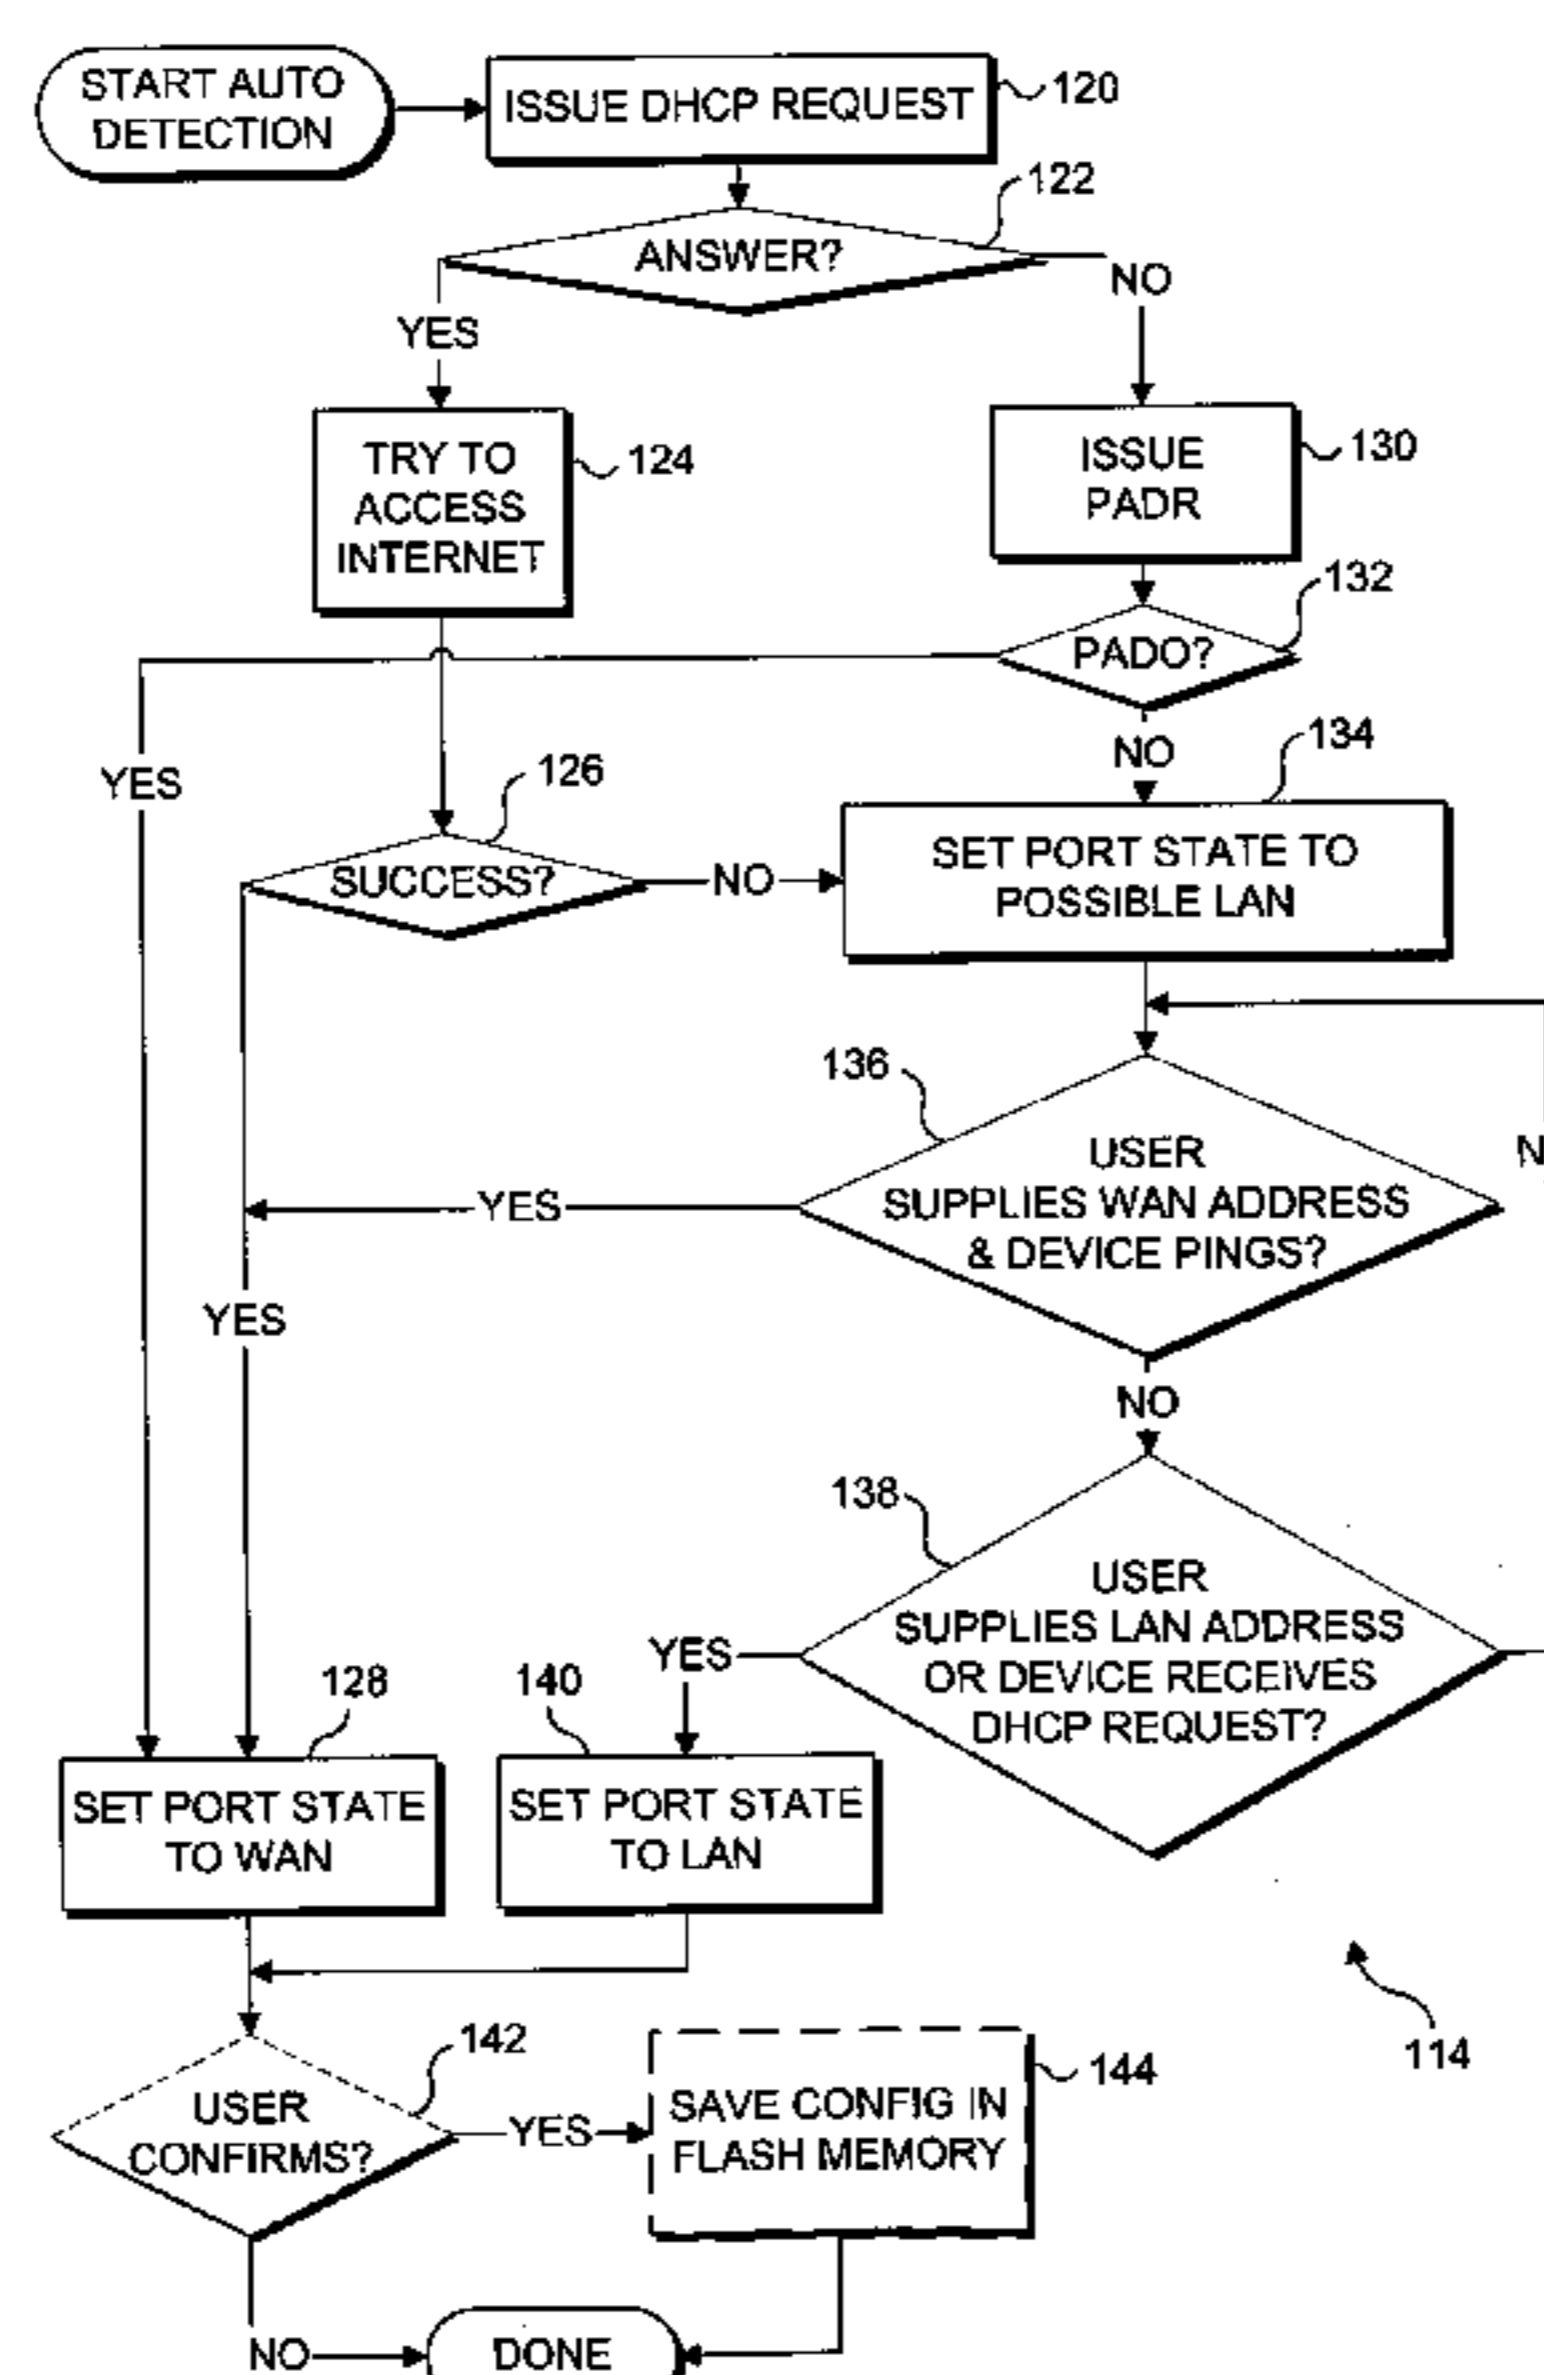 START AUTO
DETECTION
ISSUE DHCP REQUEST
120
122
ANSWER?
NO
YES
TRY TO
ACCESS
INTERNET
124
ISSUE
PADR
130
132
PADO?
NO
134
YES
126
SUCCESS?
NO
SET PORT STATE TO
POSSIBLE LAN
136
USER
SUPPLIES WAN ADDRESS
& DEVICE PINGS?
N
YES
YES
NO
138
USER
SUPPLIES LAN ADDRESS
OR DEVICE RECEIVES
DHCP REQUEST?
YES
128
140
SET PORT STATE
TO WAN
SET PORT STATE
TO LAN
142
USER
CONFIRMS?
YES
SAVE CONFIG IN
FLASH MEMORY
144
114
NO
DONE